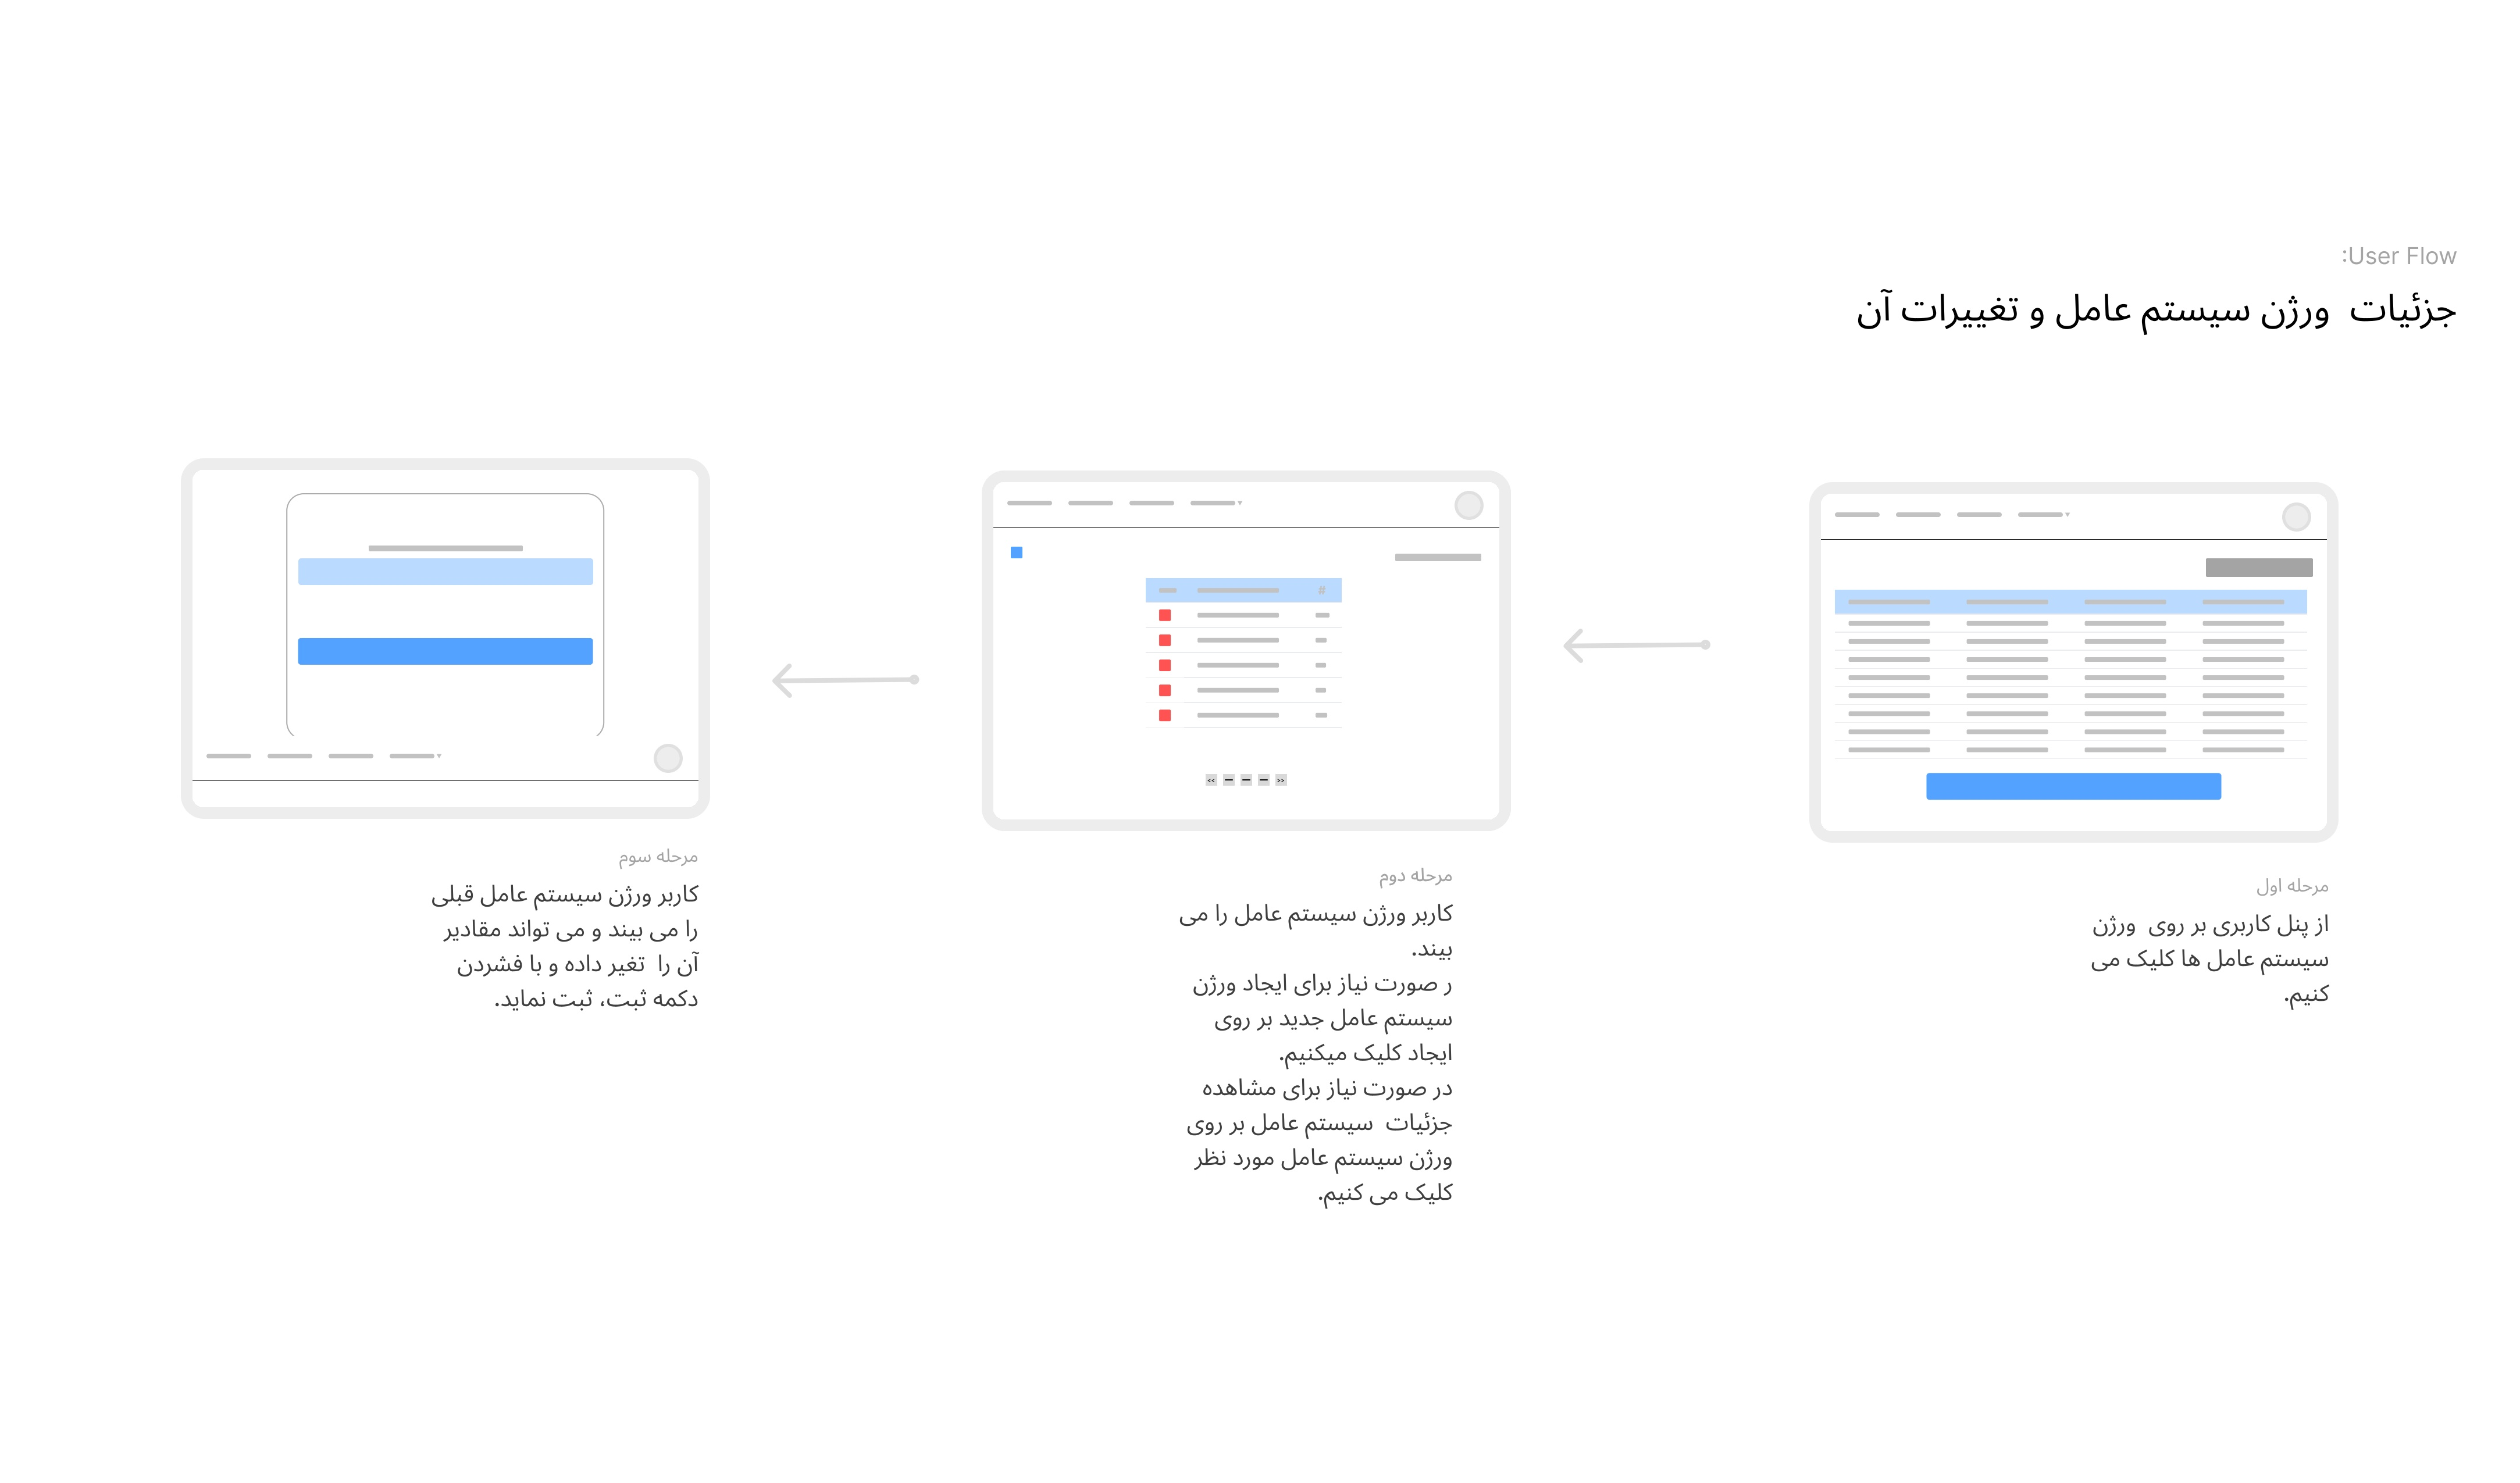 User Flow:
جزئیات  ورژن سیستم عامل و تغییرات آن
#
<< >>
مرحله اول
از پنل کاربری بر روی  ورژن
سیستم عامل ها کلیک می
کنیم.
مرحله دوم
کاربر ورژن سیستم عامل را می
بیند.
ر صورت نیاز برای ایجاد ورژن
سیستم عامل جدید بر روی
ایجاد کلیک میکنیم.
در صورت نیاز برای مشاهده
جزئیات  سیستم عامل بر روی
ورژن سیستم عامل مورد نظر
کلیک می کنیم.
مرحله سوم
کاربر ورژن سیستم عامل قبلی
را می بیند و می تواند مقادیر
آن را  تغیر داده و با فشردن
دکمه ثبت، ثبت نماید.